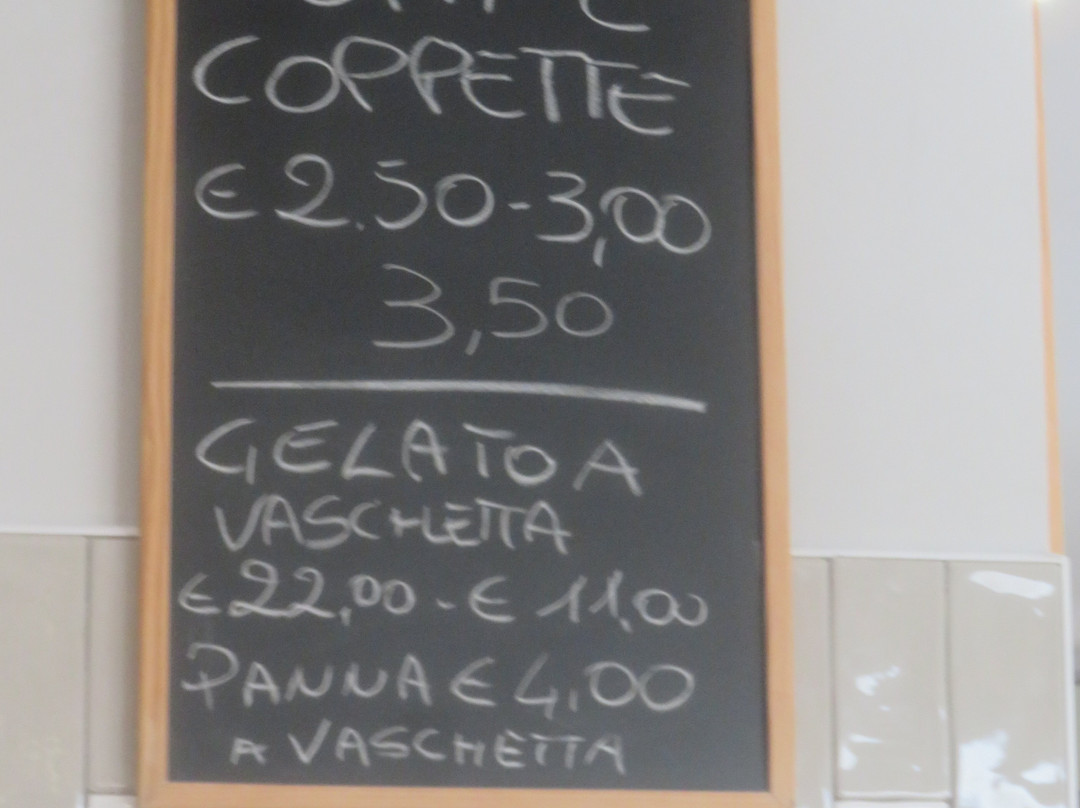 COPPETTE
€ 2.50 - 3,00
3,50
GELATO A
VASCHETTA
€ 22,00 - € 11,00
PANNA € 4,00
A VASCHETTA